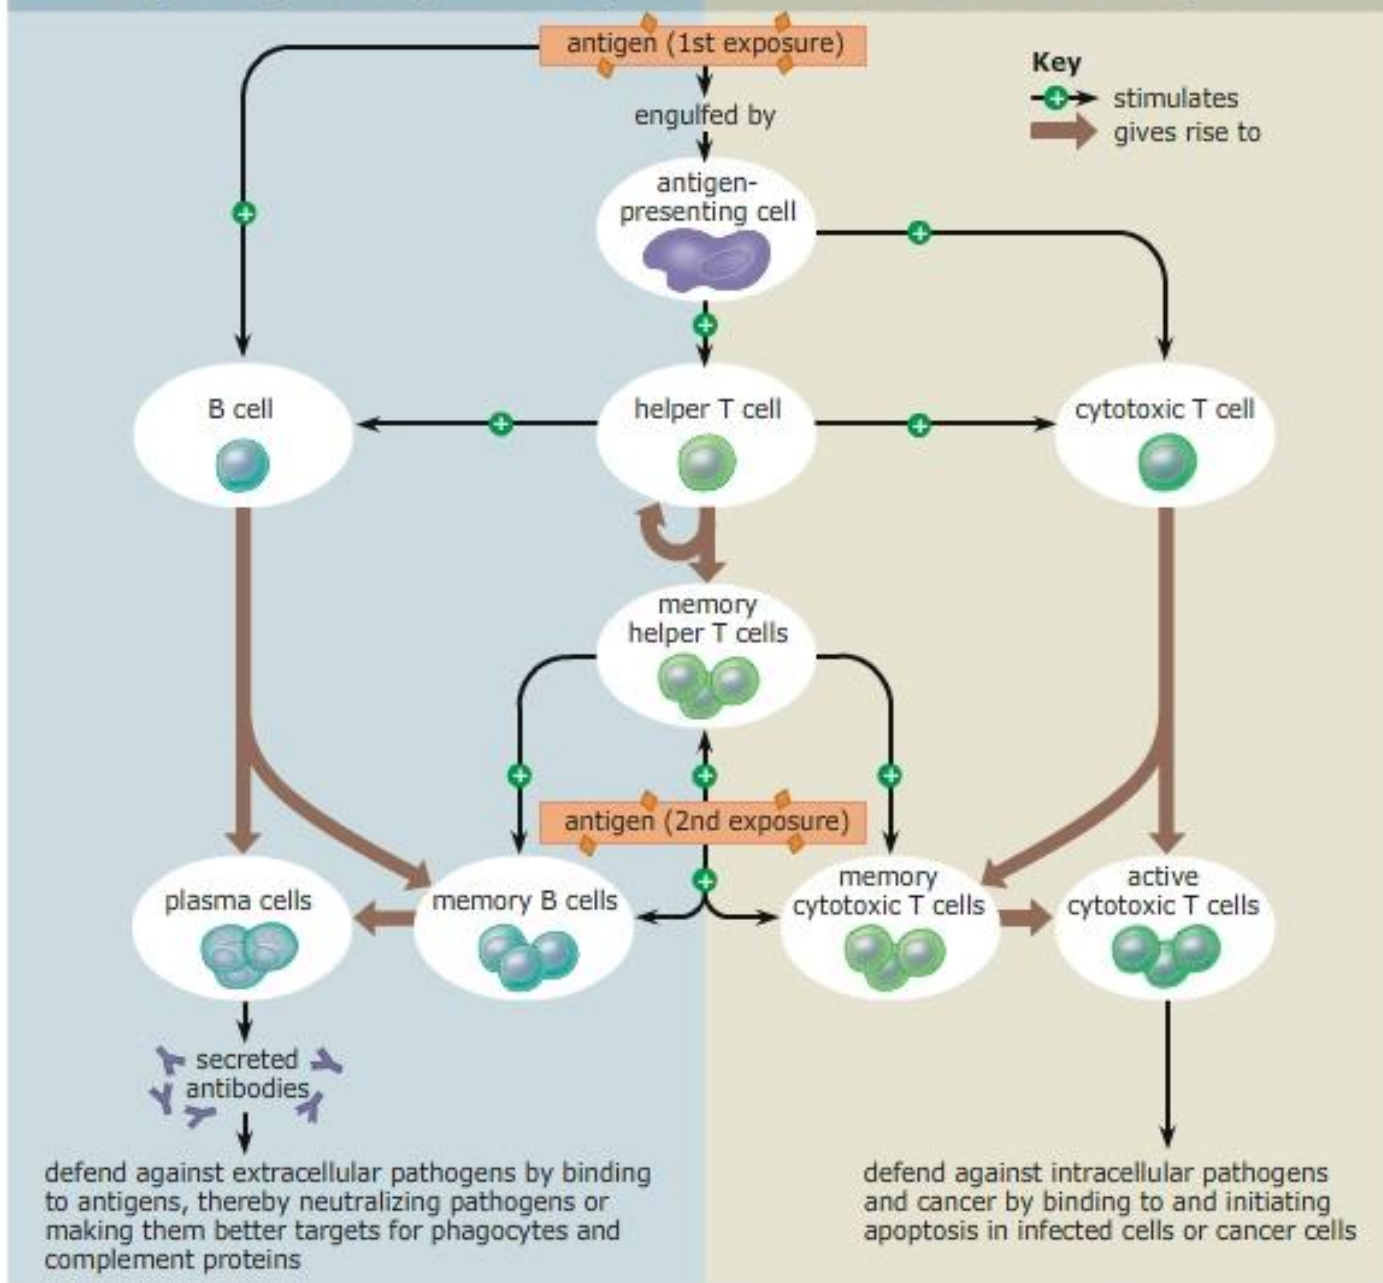 antigen (1st exposure)
Key
stimulates
gives rise to
engulfed by
antigen-
presenting cell
B cell
helper T cell
cytotoxic T cell
memory
helper T cells
antigen (2nd exposure)
plasma cells
memory B cells
memory
cytotoxic T cells
active
cytotoxic T cells
secreted
antibodies
defend against extracellular pathogens by binding
to antigens, thereby neutralizing pathogens or
making them better targets for phagocytes and
complement proteins
defend against intracellular pathogens
and cancer by binding to and initiating
apoptosis in infected cells or cancer cells